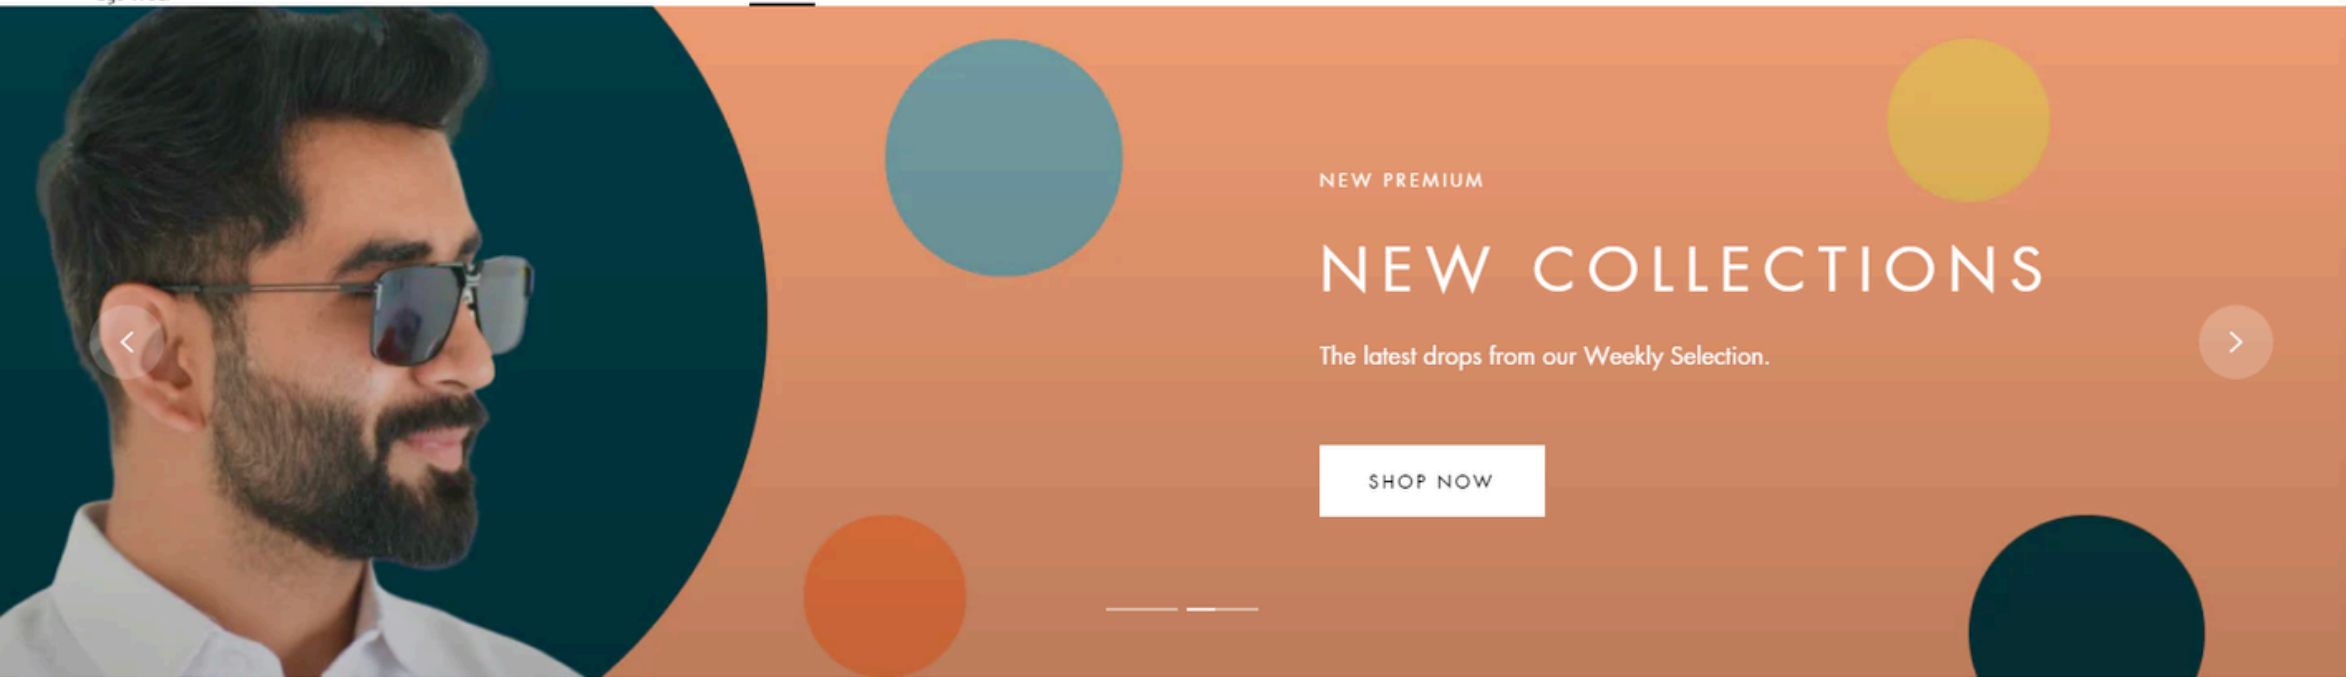 NEW PREMIUM
NEW COLLECTIONS
The latest drops from our Weekly Selection.
SHOP NOW